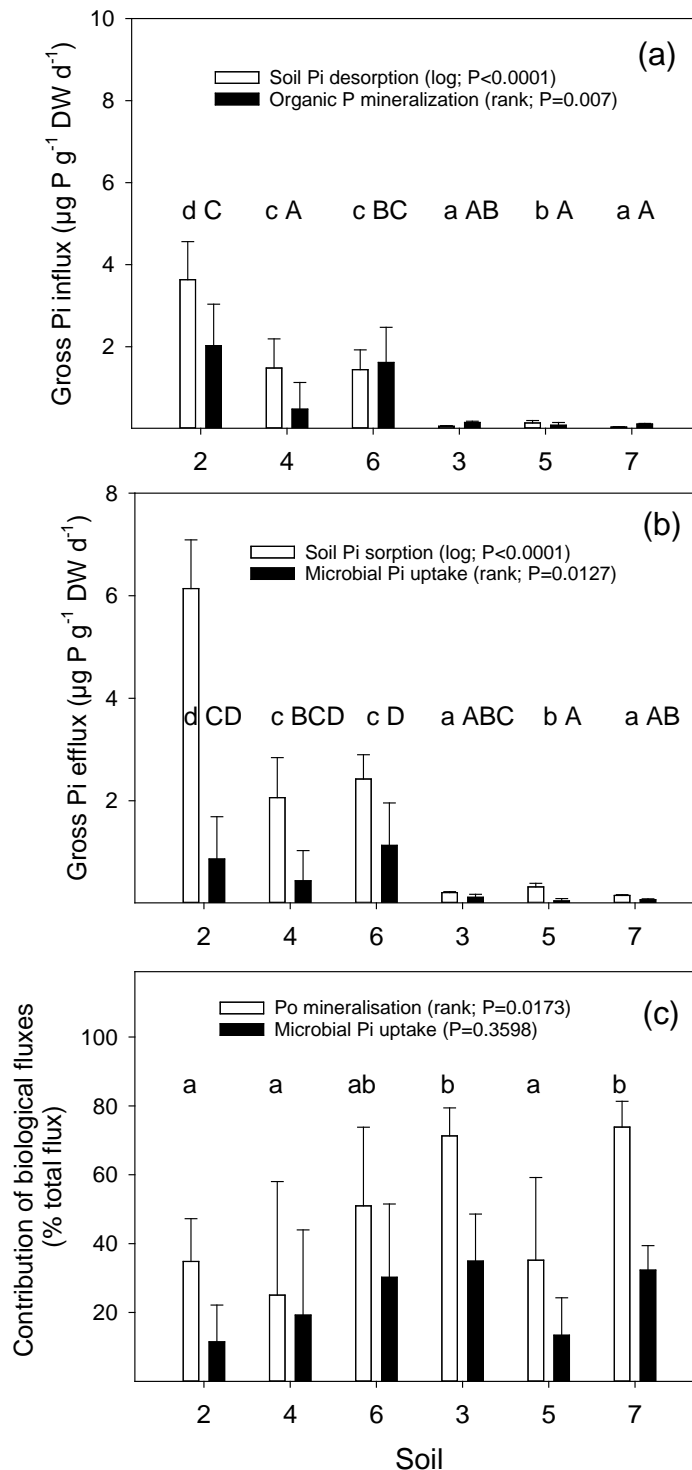 10
(a)
Soil Pi desorption (log; P<0.0001)
Organic P mineralization (rank; P=0.007)
8
6
d C c A c BC a AB b A a A
4
2
Gross Pi influx (µg P g-1 DW d-1)
2 4 6 3 5 7
8
(b)
Soil Pi sorption (log; P<0.0001)
Microbial Pi uptake (rank; P=0.0127)
6
4
d CD c BCD c D a ABC b A a AB
2
Gross Pi efflux (µg P g-1 DW d-1)
2 4 6 3 5 7
Po mineralisation (rank; P=0.0173)
(c)
Microbial Pi uptake (P=0.3598)
100
a a ab b a b
80
60
40
20
Contribution of biological fluxes
(% total flux)
2 4 6 3 5 7
Soil